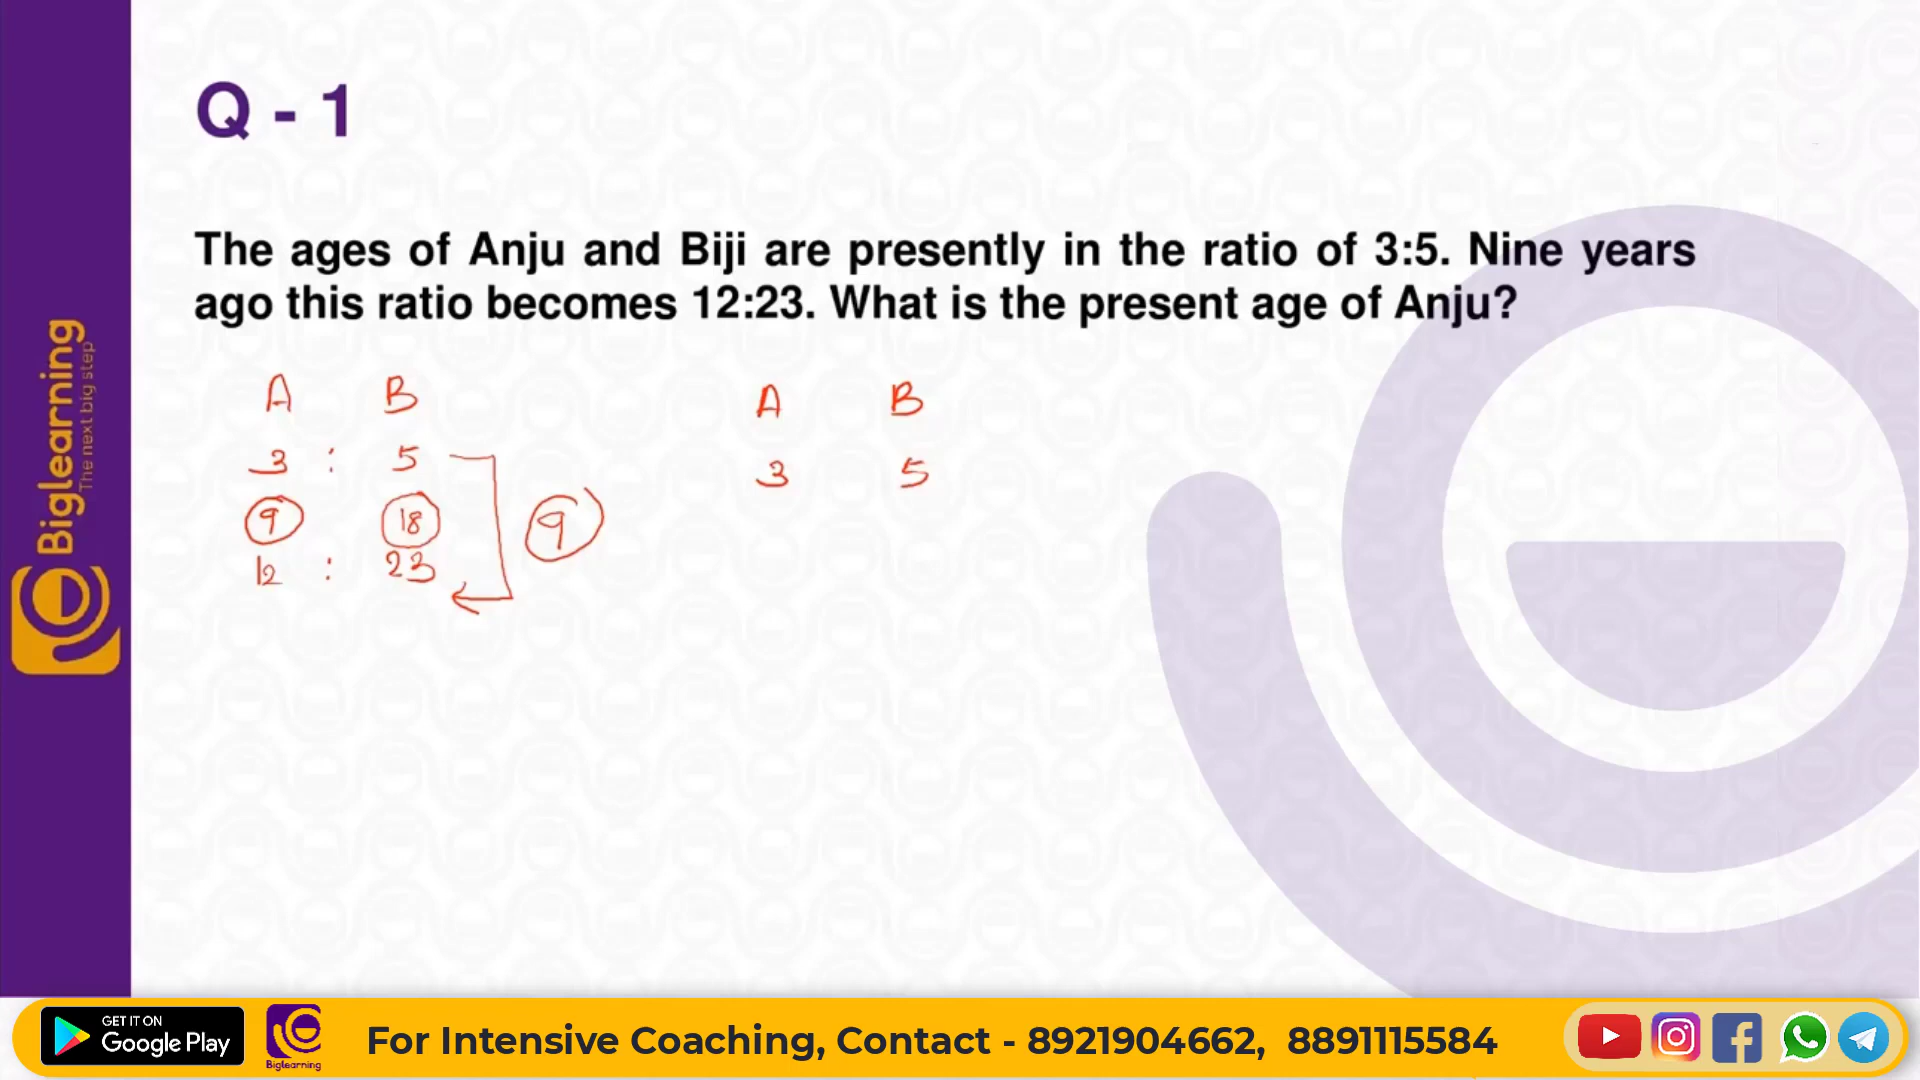 Q - 1
The ages of Anju and Biji are presently in the ratio of 3:5. Nine years
ago this ratio becomes 12:23. What is the present age of Anju?
A B
3 : 5
9 18
12 : 23
9
A B
3 5
Biglearning
The next big step
GET IT ON
Google Play
Biglearning
For Intensive Coaching, Contact - 8921904662, 8891115584